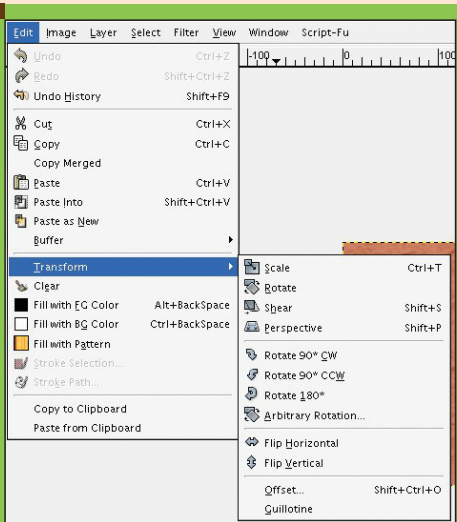 Edit Image Layer Select Filter View Window Script-Fu
-100 0 100
Undo Ctrl+Z
Redo Shift+Ctrl+Z
Undo History Shift+F9
Cut Ctrl+X
Copy Ctrl+C
Copy Merged
Paste Ctrl+V
Paste Into Shift+Ctrl+V
Paste as New
Buffer
Transform
Clear
Fill with FG Color Alt+BackSpace
Fill with BG Color Ctrl+BackSpace
Fill with Pattern
Stroke Selection...
Stroke Path...
Copy to Clipboard
Paste from Clipboard
Scale Ctrl+T
Rotate
Shear Shift+S
Perspective Shift+P
Rotate 90° CW
Rotate 90° CCW
Rotate 180°
Arbitrary Rotation...
Flip Horizontal
Flip Vertical
Offset... Shift+Ctrl+O
Guillotine